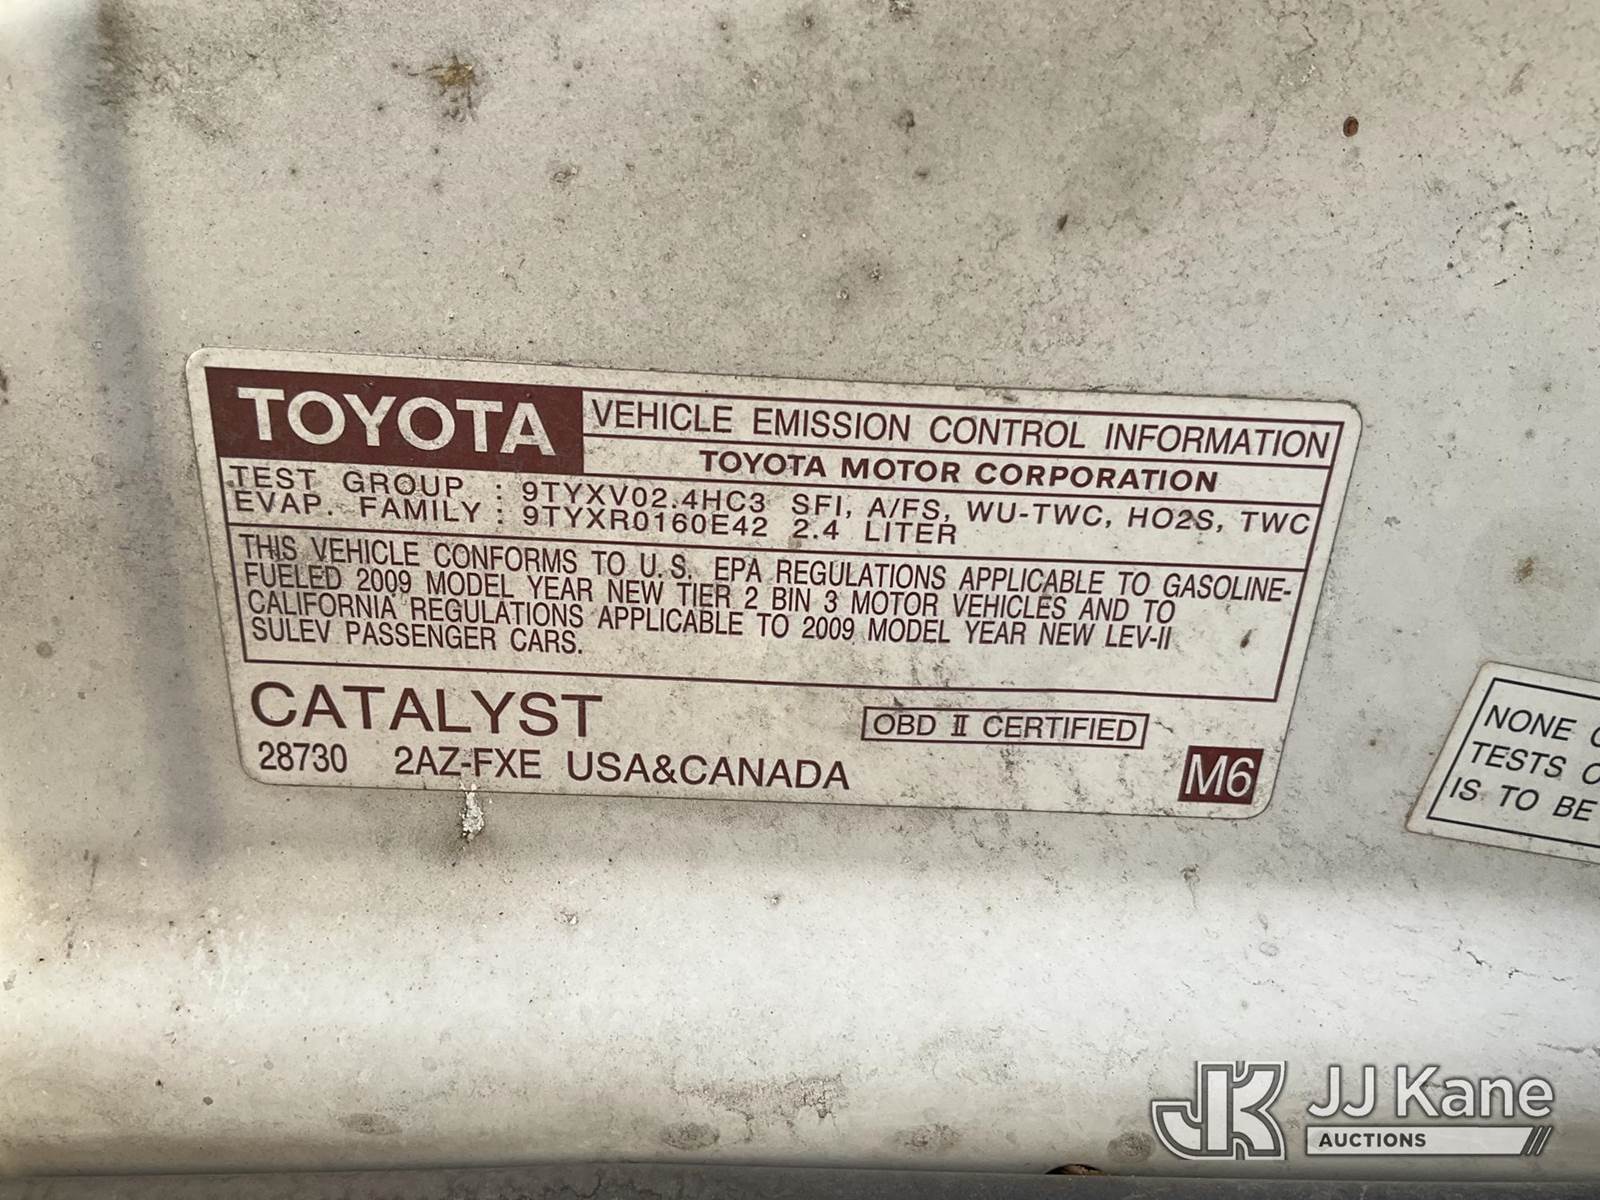 TOYOTA
VEHICLE EMISSION CONTROL INFORMATION
TOYOTA MOTOR CORPORATION
TEST GROUP : 9TYXV02.4HC3 SFI, A/FS, WU-TWC, HO2S, TWC
EVAP. FAMILY : 9TYXR0160E42 2.4 LITER
THIS VEHICLE CONFORMS TO U.S. EPA REGULATIONS APPLICABLE TO GASOLINE-
FUELED 2009 MODEL YEAR NEW TIER 2 BIN 3 MOTOR VEHICLES AND TO
CALIFORNIA REGULATIONS APPLICABLE TO 2009 MODEL YEAR NEW LEV-II
SULEV PASSENGER CARS.
CATALYST
OBD II CERTIFIED
28730 2AZ-FXE USA&CANADA
M6
NONE
TESTS
IS TO BE
JK JJ Kane
AUCTIONS